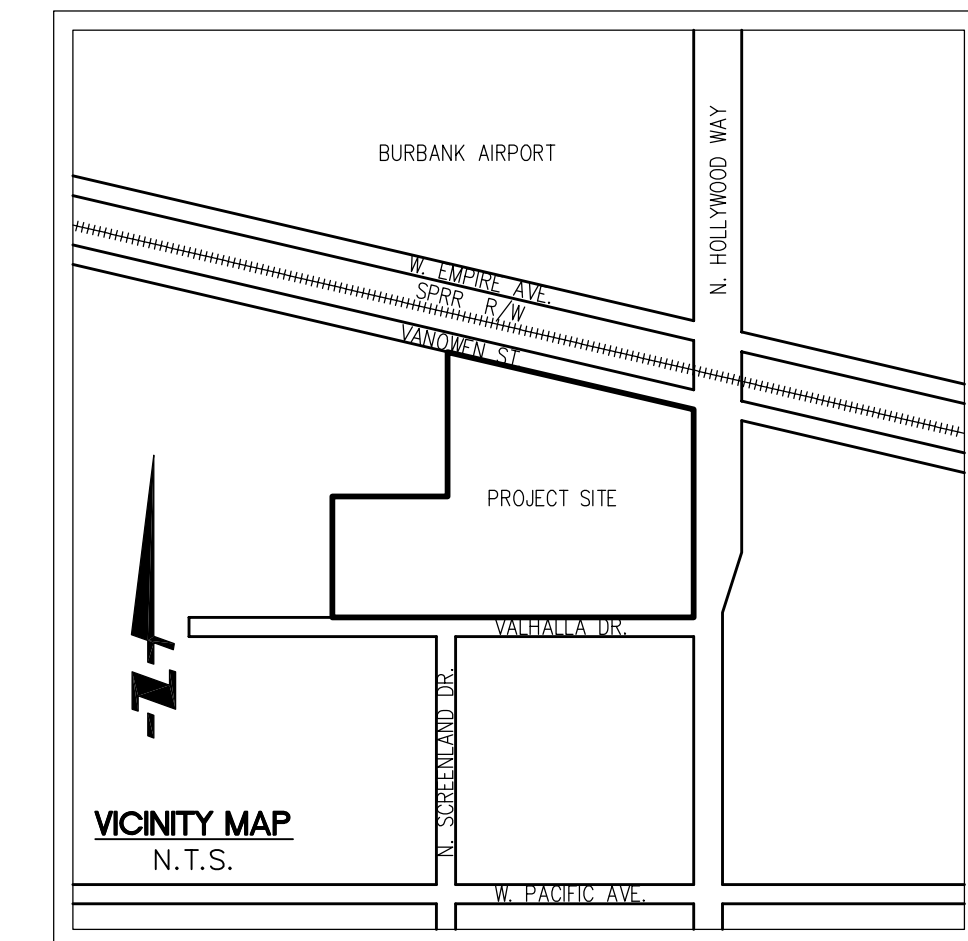 BURBANK AIRPORT
N. HOLLYWOOD WAY
W. EMPIRE AVE.
SPRR R/W
VANOWEN ST
PROJECT SITE
VALHALLA DR.
N. SCREENLAND DR.
N
VICINITY MAP
N.T.S.
W. PACIFIC AVE.